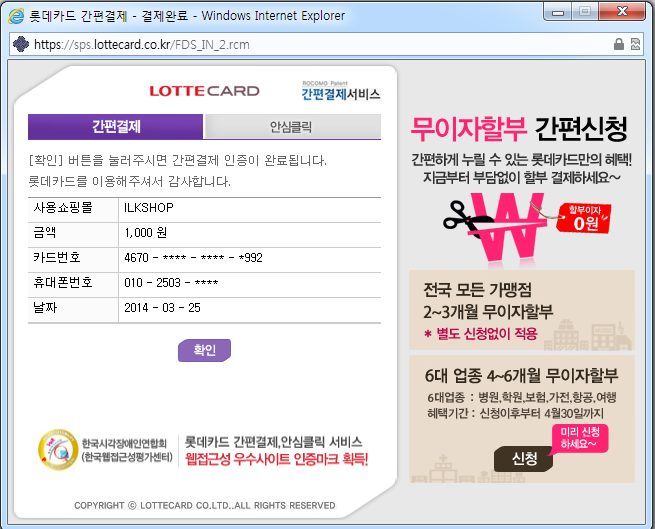 롯데카드 간편결제 - 결제완료 - Windows Internet Explorer
https://sps.lottecard.co.kr/FDS_IN_2.rcm
LOTTECARD
ROCOMO Patent
간편결제서비스
간편결제
안심클릭
[확인] 버튼을 눌러주시면 간편결제 인증이 완료됩니다.
롯데카드를 이용해주셔서 감사합니다.
사용쇼핑몰 ILKSHOP
금액 1,000 원
카드번호 4670 - **** - **** - *992
휴대폰번호 010 - 2503 - ****
날짜 2014 - 03 - 25
확인
한국시각장애인연합회
(한국웹접근성평가센터)
롯데카드 간편결제,안심클릭 서비스
웹접근성 우수사이트 인증마크 획득!
COPYRIGHT ⓒ LOTTECARD CO,LTD..ALL RIGHTS RESERVED
무이자할부 간편신청
간편하게 누릴 수 있는 롯데카드만의 혜택!
지금부터 부담없이 할부 결제하세요~
할부이자
0원
전국 모든 가맹점
2~3개월 무이자할부
* 별도 신청없이 적용
6대 업종 4~6개월 무이자할부
6대업종 : 병원,학원,보험,가전,항공,여행
혜택기간 : 신청이후부터 4월30일까지
미리 신청
하세요~
신청